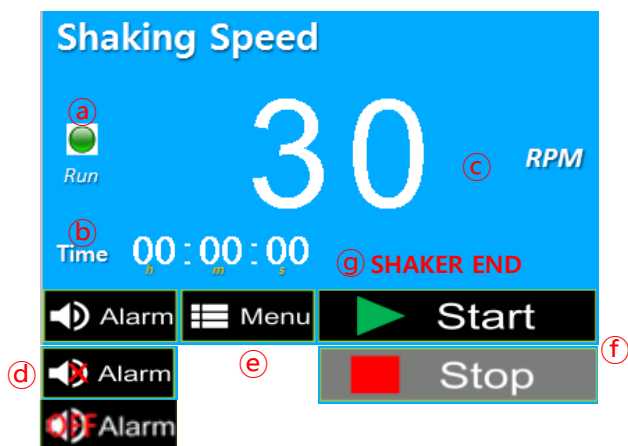 Shaking Speed
ⓐ
30 ⓒ RPM
Run
ⓑ
Time 00 : 00 : 00
h m s
ⓖ SHAKER END
Alarm Menu Start
ⓓ Alarm ⓔ Stop ⓕ
OFF Alarm